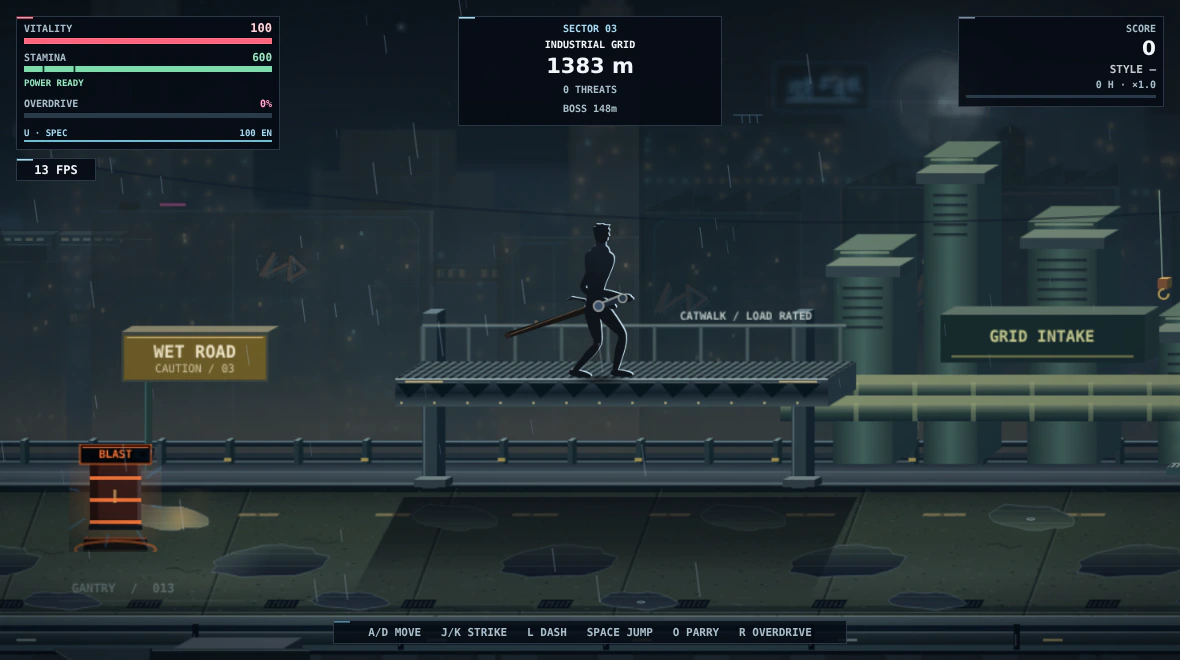 VITALITY 100
STAMINA 600
POWER READY
OVERDRIVE 0%
U · SPEC 100 EN
13 FPS
SECTOR 03
INDUSTRIAL GRID
1383 m
0 THREATS
BOSS 148m
SCORE
0
STYLE —
0 H · ×1.0
CATWALK / LOAD RATED
GRID INTAKE
WET ROAD
CAUTION / 03
BLAST
!
GANTRY / 013
A/D MOVE J/K STRIKE L DASH SPACE JUMP O PARRY R OVERDRIVE